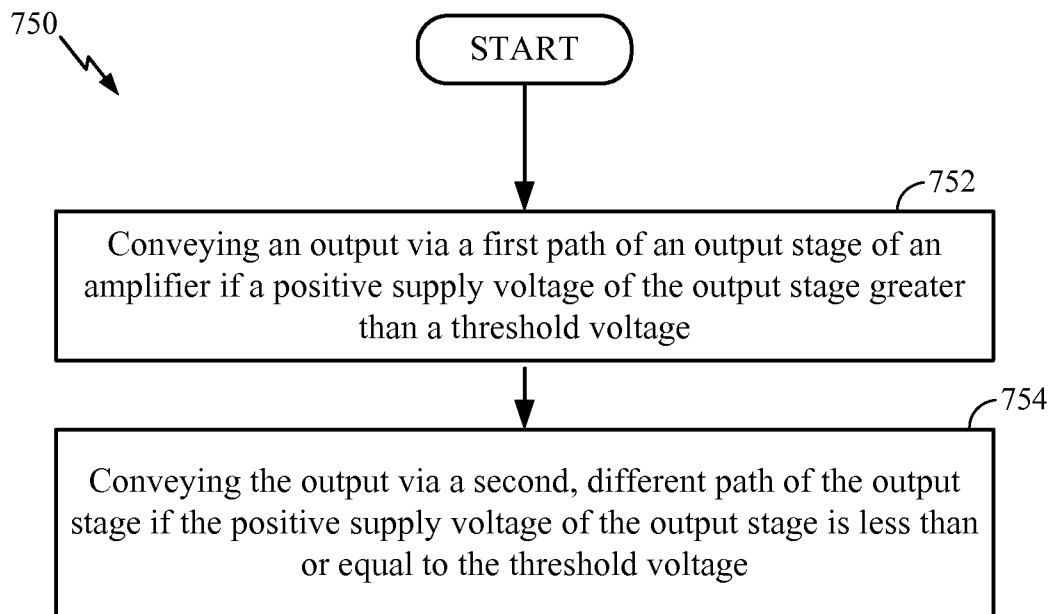 750
START
752
Conveying an output via a first path of an output stage of an
amplifier if a positive supply voltage of the output stage greater
than a threshold voltage
754
Conveying the output via a second, different path of the output
stage if the positive supply voltage of the output stage is less than
or equal to the threshold voltage